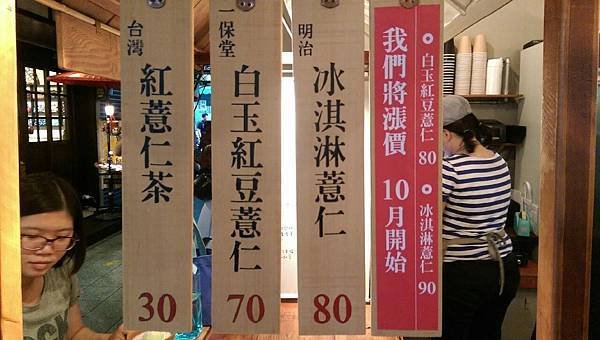 台灣
紅薏仁茶
30
一保堂
白玉紅豆薏仁
70
明治
冰淇淋薏仁
80
我們將漲價 10月開始
白玉紅豆薏仁 80
冰淇淋薏仁 90
ROCK